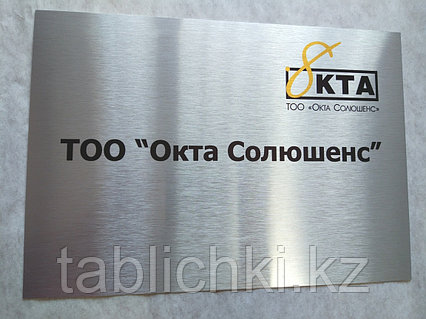 8КТА
ТОО «Окта Солюшенс»
ТОО “Окта Солюшенс”
tablichki.kz